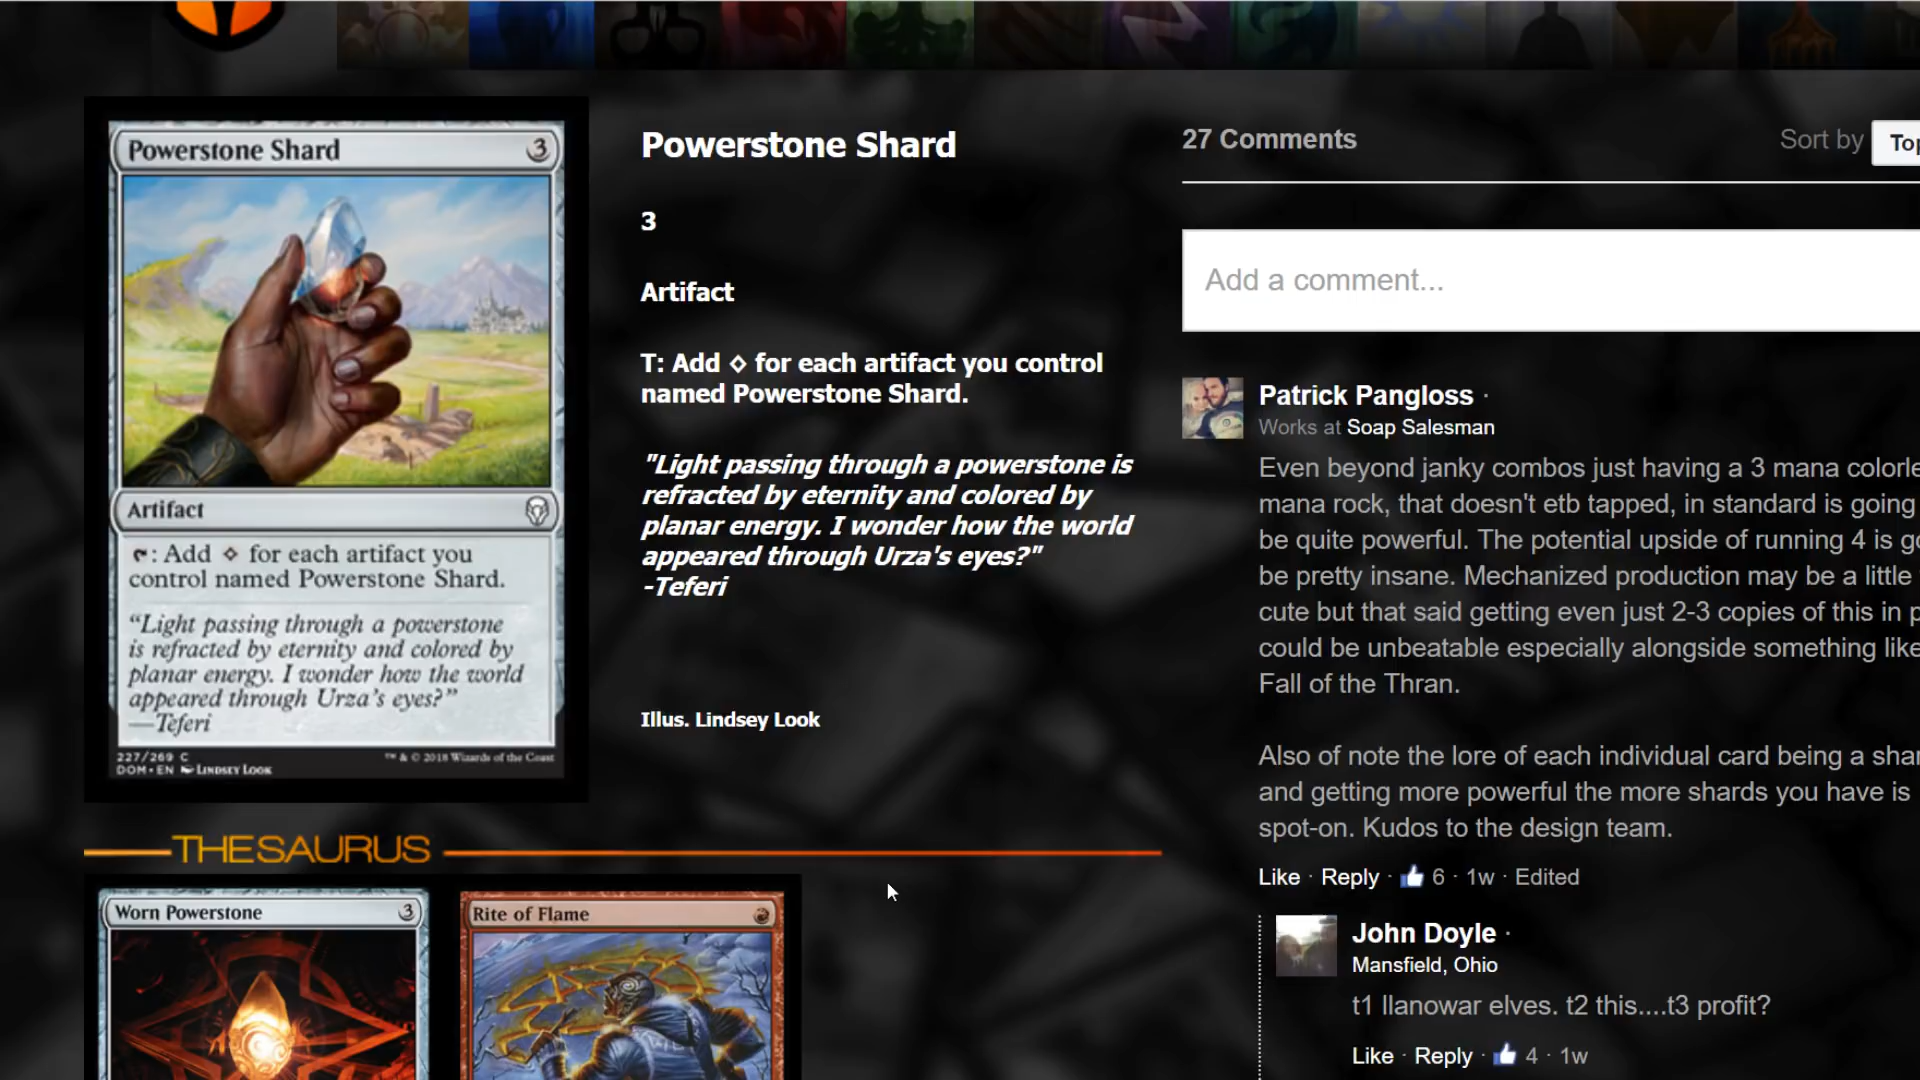 Powerstone Shard 3
Artifact
T: Add for each artifact you
control named Powerstone Shard.
“Light passing through a powerstone
is refracted by eternity and colored by
planar energy. I wonder how the world
appeared through Urza's eyes?”
—Teferi
227/269 C
DOM • EN LINDSEY LOOK
™ & © 2018 Wizards of the Coast
Powerstone Shard
3
Artifact
T: Add for each artifact you control
named Powerstone Shard.
"Light passing through a powerstone is
refracted by eternity and colored by
planar energy. I wonder how the world
appeared through Urza's eyes?"
-Teferi
Illus. Lindsey Look
THESAURUS
Worn Powerstone 3
Rite of Flame
27 Comments
Sort by Top
Add a comment...
Patrick Pangloss ·
Works at Soap Salesman
Even beyond janky combos just having a 3 mana colorle
mana rock, that doesn't etb tapped, in standard is going
be quite powerful. The potential upside of running 4 is go
be pretty insane. Mechanized production may be a little
cute but that said getting even just 2-3 copies of this in p
could be unbeatable especially alongside something like
Fall of the Thran.
Also of note the lore of each individual card being a shar
and getting more powerful the more shards you have is
spot-on. Kudos to the design team.
Like · Reply · 6 · 1w · Edited
John Doyle ·
Mansfield, Ohio
t1 llanowar elves. t2 this....t3 profit?
Like · Reply · 4 · 1w